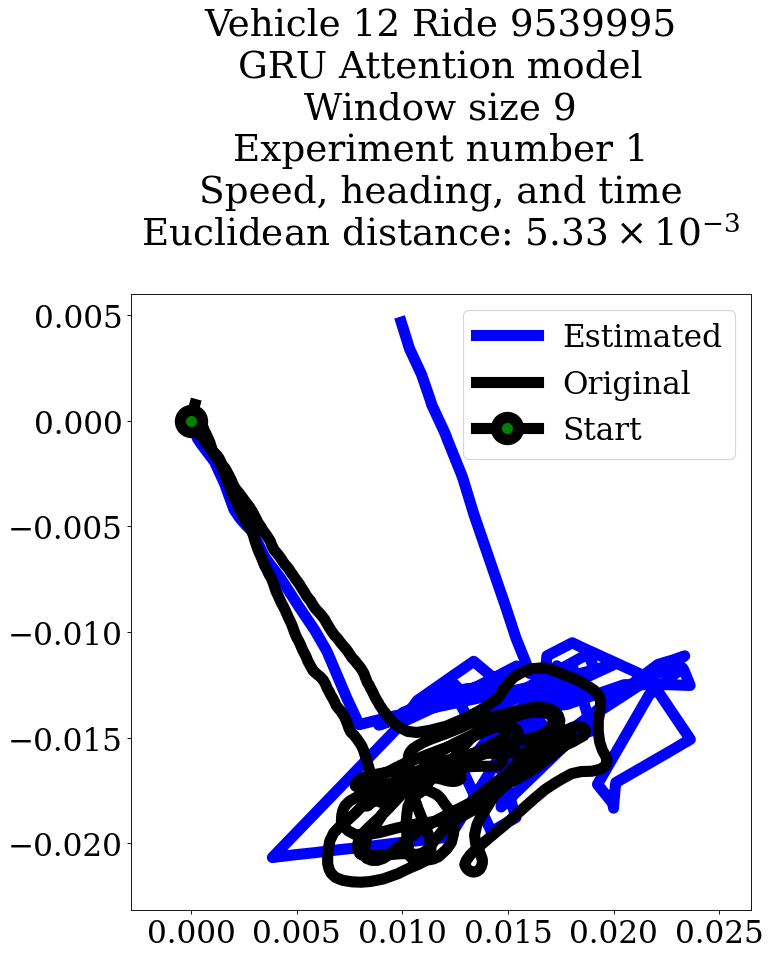 Vehicle 12 Ride 9539995
GRU Attention model
Window size 9
Experiment number 1
Speed, heading, and time
Euclidean distance: 5.33 × 10⁻³
Estimated
Original
Start
0.005
0.000
−0.005
−0.010
−0.015
−0.020
0.000 0.005 0.010 0.015 0.020 0.025